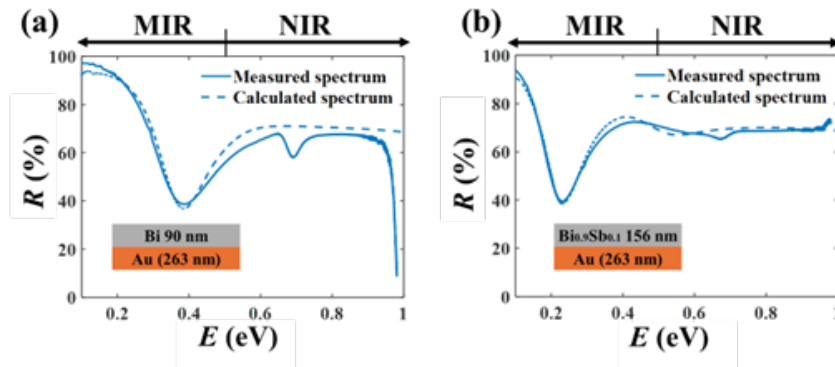 (a)
MIR NIR
100
80
60
40
20
0
R (%)
Measured spectrum
Calculated spectrum
Bi 90 nm
Au (263 nm)
0.2 0.4 0.6 0.8 1
E (eV)
(b)
MIR NIR
100
80
60
40
20
0
R (%)
Measured spectrum
Calculated spectrum
Bi₀.₉Sb₀.₁ 156 nm
Au (263 nm)
0.2 0.4 0.6 0.8 1
E (eV)